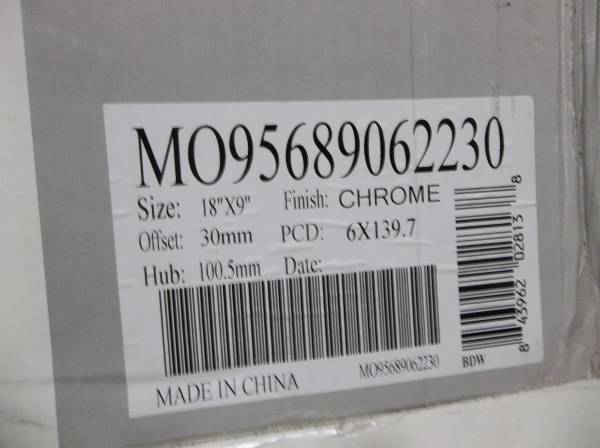 MO95689062230
Size: 18"X9" Finish: CHROME
Offset: 30mm PCD: 6X139.7
Hub: 100.5mm Date:
MO95689062230
MADE IN CHINA
BDW
8 43962 02813 8